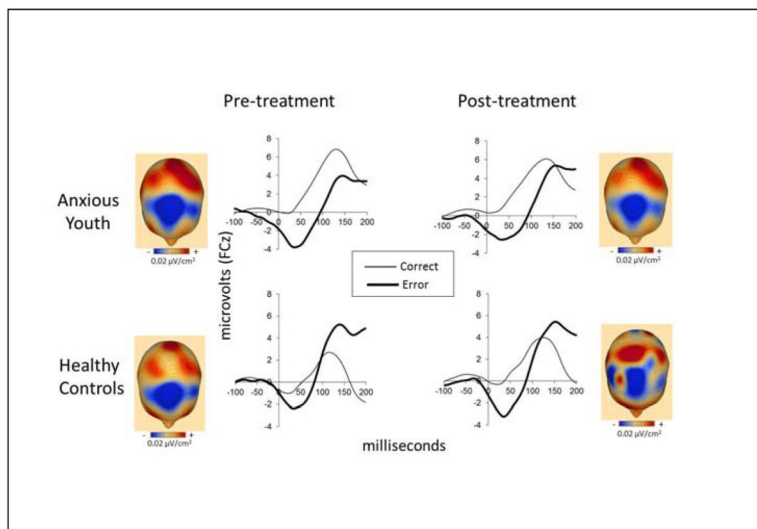 Pre-treatment
Post-treatment
Anxious
Youth
Healthy
Controls
microvolts (FCz)
milliseconds
Correct
Error
8
6
4
2
0
-2
-4
-100 -50 0 50 100 150 200
- +
0.02 µV/cm²
8
6
4
2
0
-2
-4
-100 -50 0 50 100 150 200
- +
0.02 µV/cm²
8
6
4
2
0
-2
-4
-100 -50 0 50 100 150 200
- +
0.02 µV/cm²
8
6
4
2
0
-2
-4
-100 -50 0 50 100 150 200
- +
0.02 µV/cm²